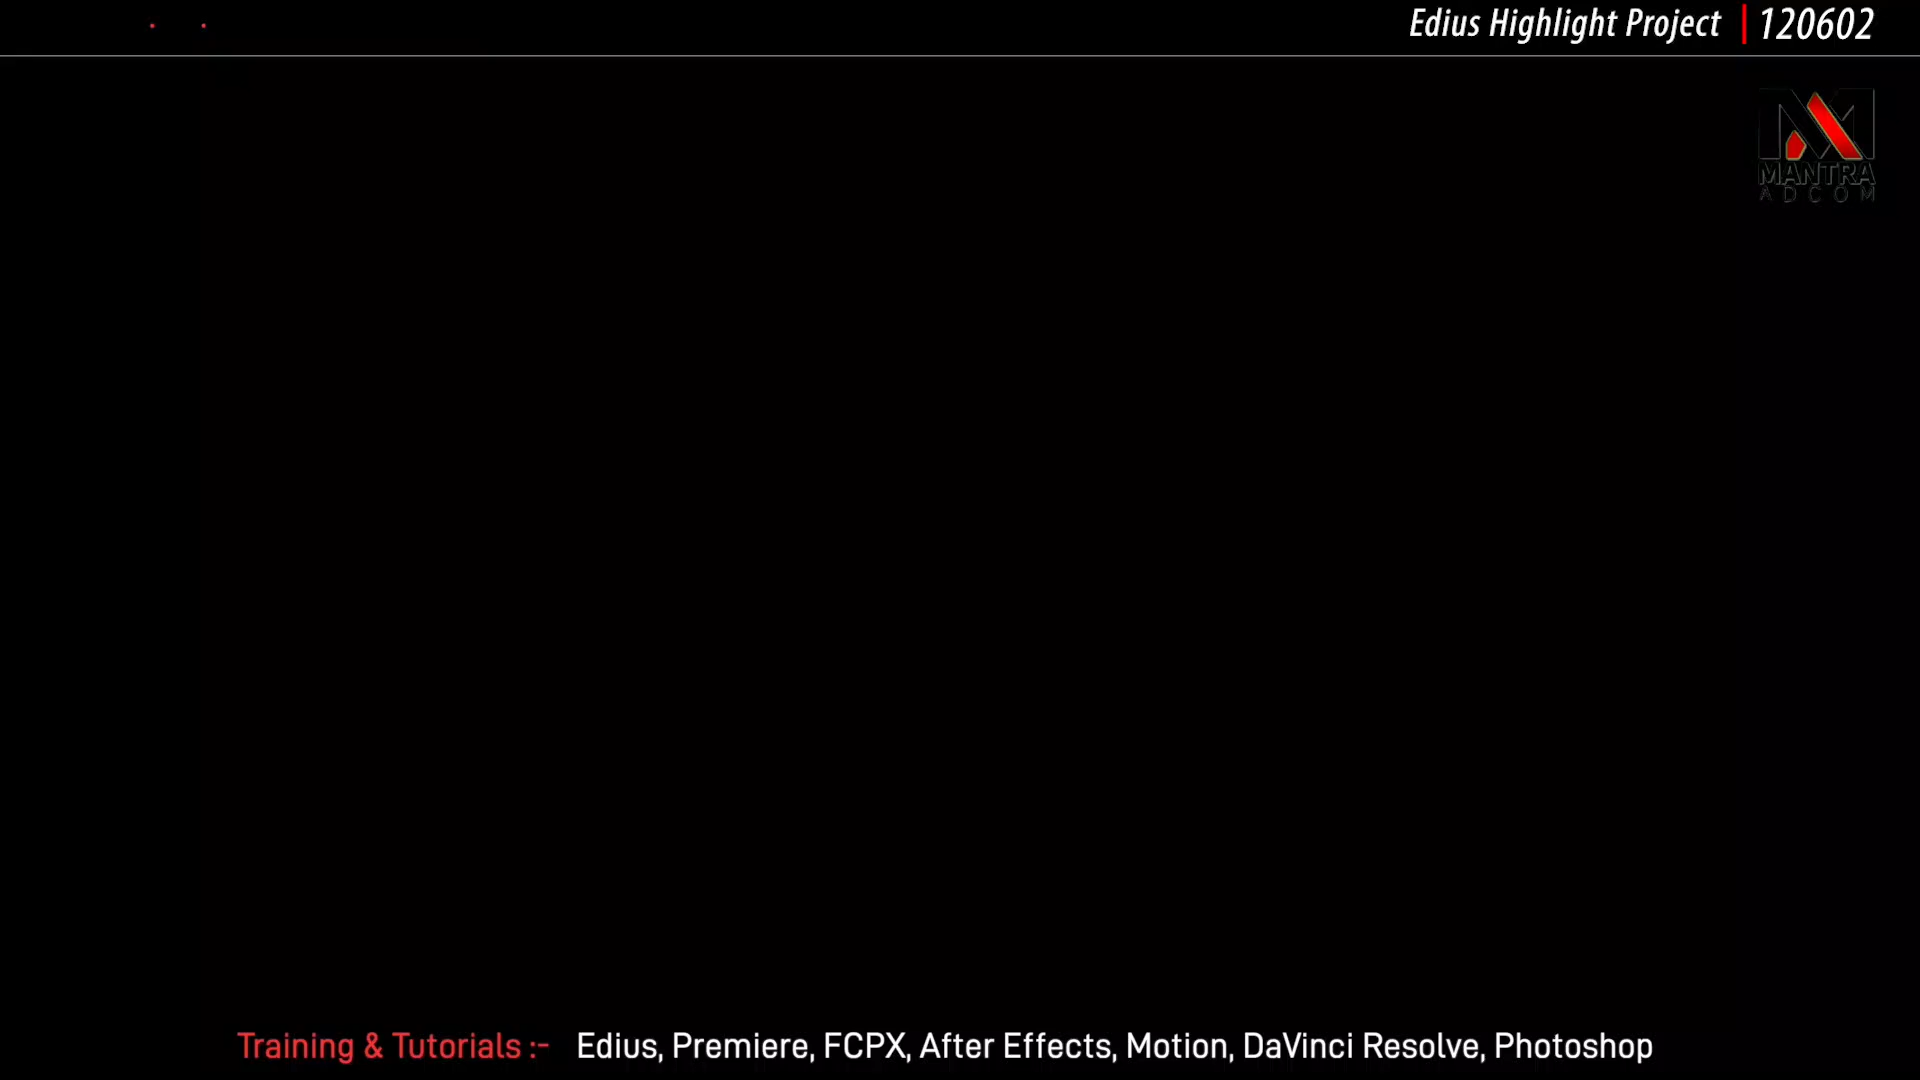 Edius Highlight Project | 120602
MANTRA
ADCOM
Training & Tutorials :- Edius, Premiere, FCPX, After Effects, Motion, DaVinci Resolve, Photoshop